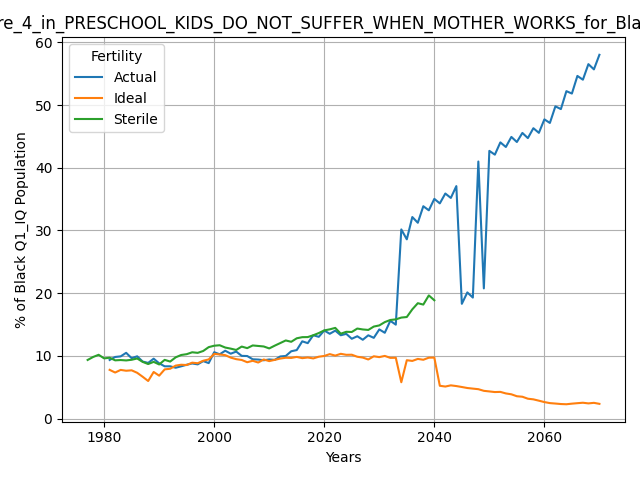 re_4_in_PRESCHOOL_KIDS_DO_NOT_SUFFER_WHEN_MOTHER_WORKS_for_Bla
Fertility
Actual
Ideal
Sterile
% of Black Q1_IQ Population
60
50
40
30
20
10
0
1980 2000 2020 2040 2060
Years